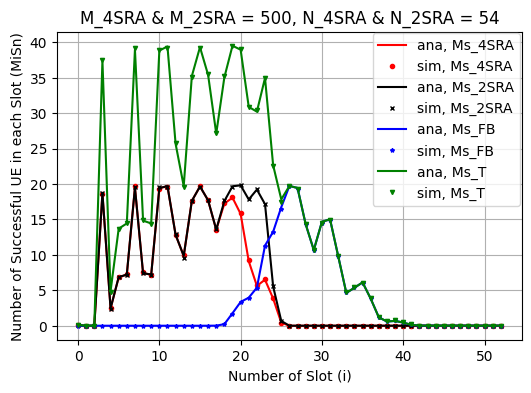 M_4SRA & M_2SRA = 500, N_4SRA & N_2SRA = 54
Number of Successful UE in each Slot (MiSn)
40
35
30
25
20
15
10
5
0
ana, Ms_4SRA
sim, Ms_4SRA
ana, Ms_2SRA
sim, Ms_2SRA
ana, Ms_FB
sim, Ms_FB
ana, Ms_T
sim, Ms_T
0 10 20 30 40 50
Number of Slot (i)